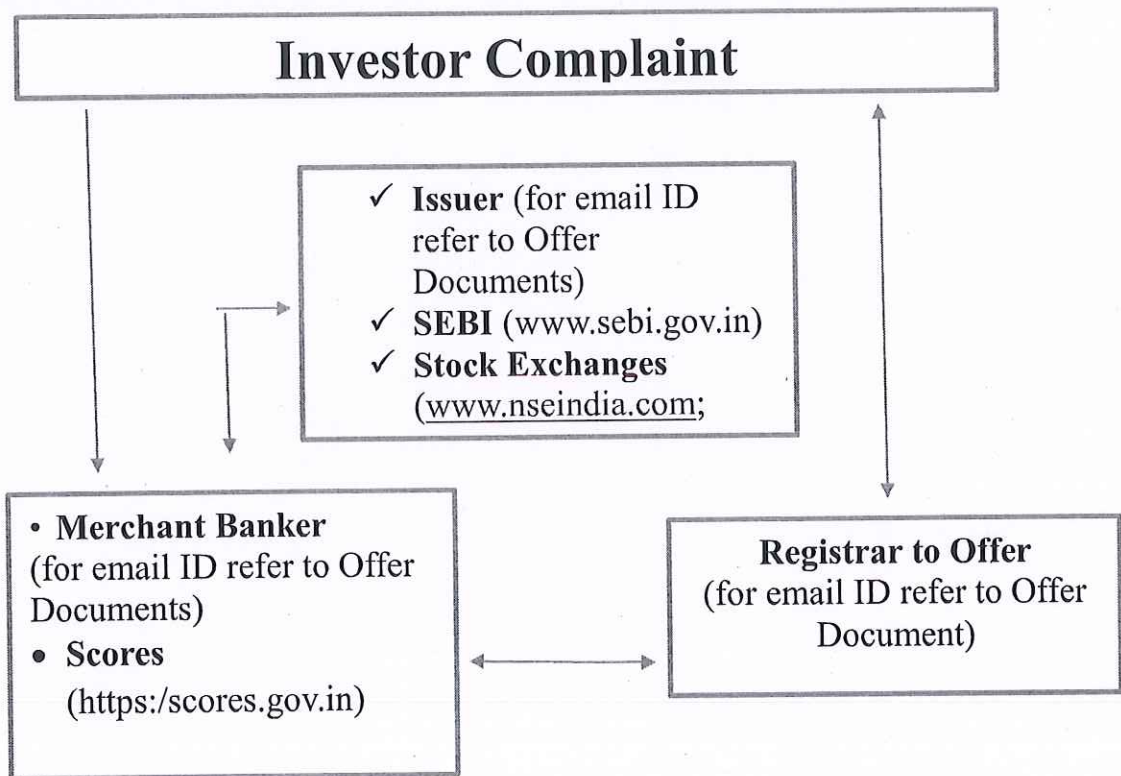 Investor Complaint
✓ Issuer (for email ID
refer to Offer
Documents)
✓ SEBI (www.sebi.gov.in)
✓ Stock Exchanges
(www.nseindia.com;
• Merchant Banker
(for email ID refer to Offer
Documents)
• Scores
(https:/scores.gov.in)
Registrar to Offer
(for email ID refer to Offer
Document)